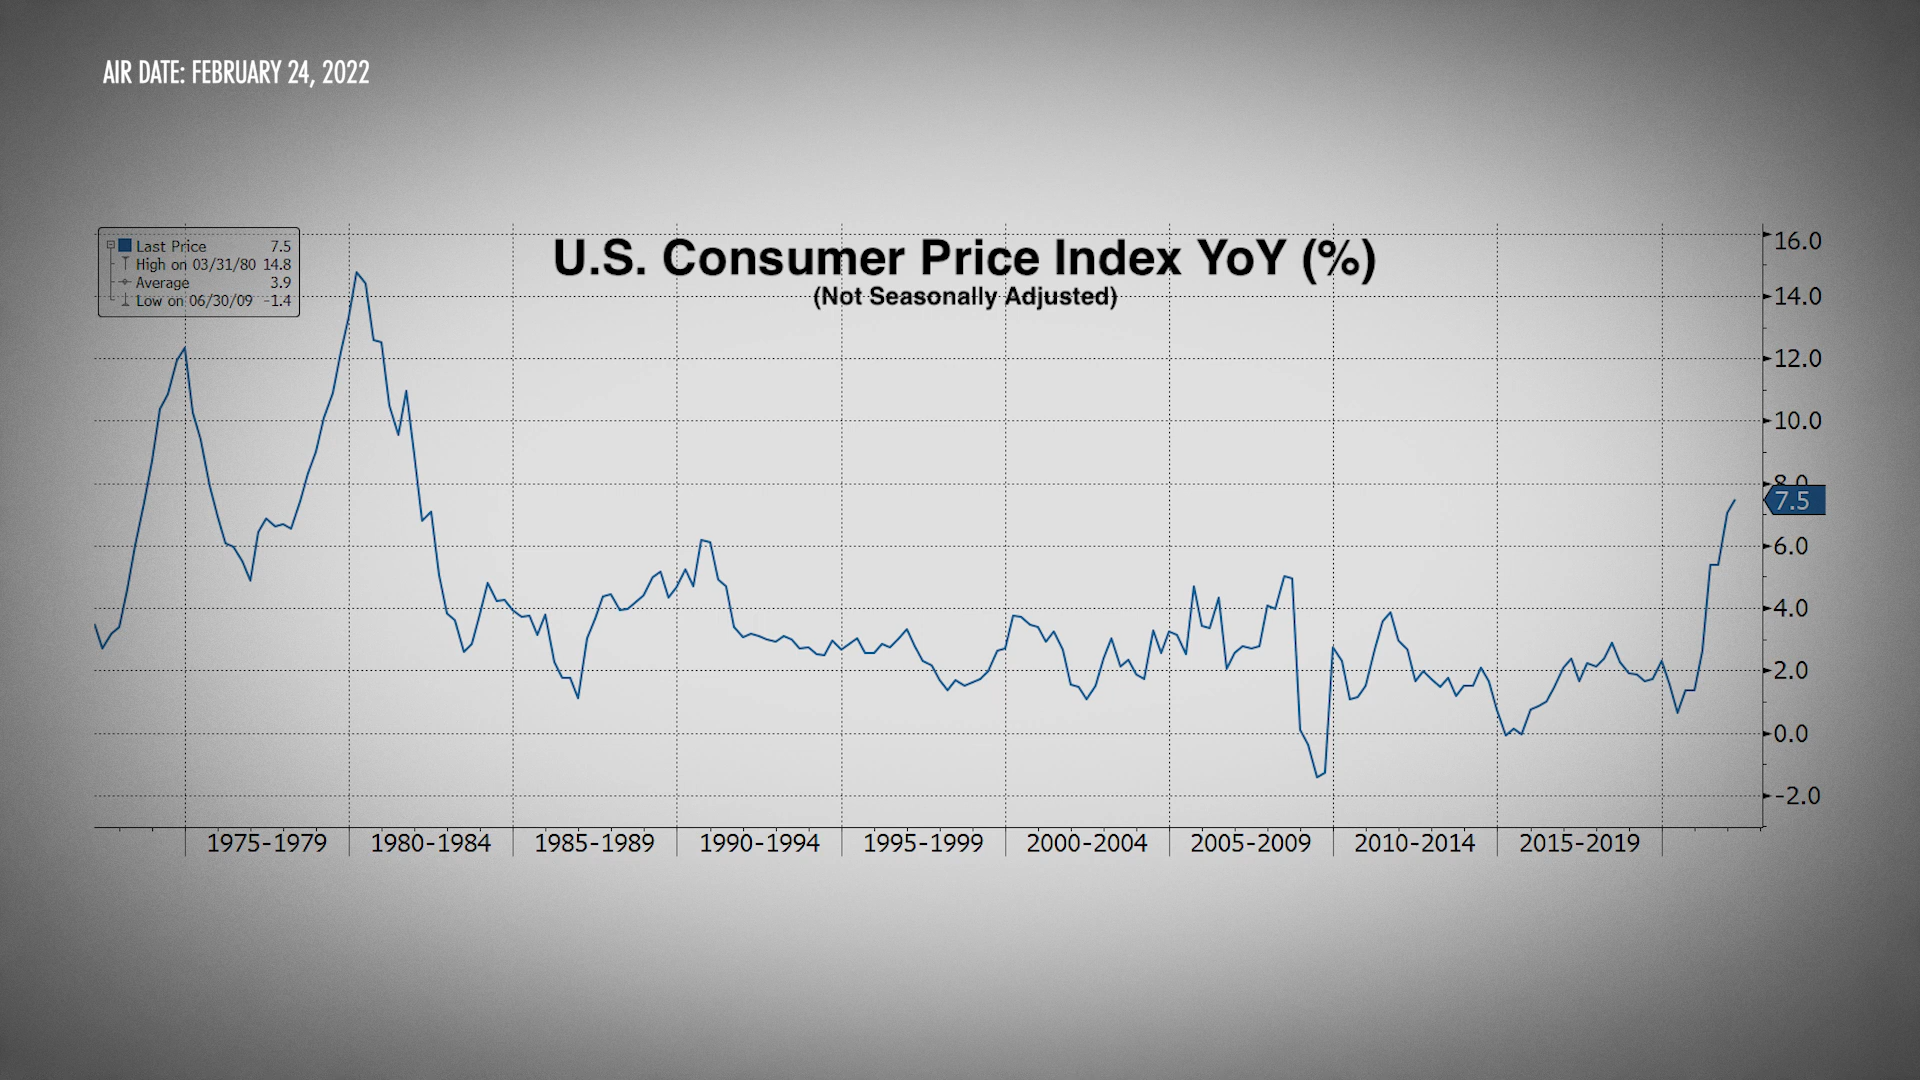 AIR DATE: FEBRUARY 24, 2022
U.S. Consumer Price Index YoY (%)
(Not Seasonally Adjusted)
Last Price 7.5
High on 03/31/80 14.8
Average 3.9
Low on 06/30/09 -1.4
16.0
14.0
12.0
10.0
8.0
7.5
6.0
4.0
2.0
0.0
-2.0
1975-1979 1980-1984 1985-1989 1990-1994 1995-1999 2000-2004 2005-2009 2010-2014 2015-2019